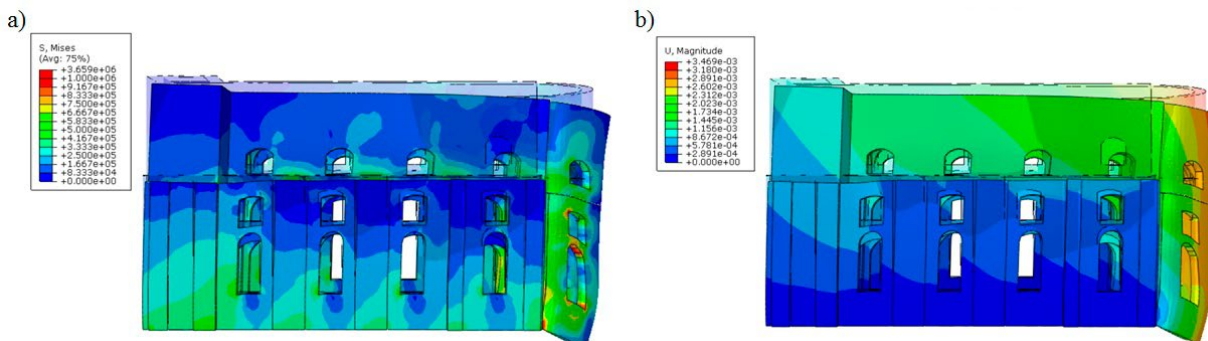 a)
S, Mises
(Avg: 75%)
+3.659e+06
+1.000e+06
+9.167e+05
+8.333e+05
+7.500e+05
+6.667e+05
+5.833e+05
+5.000e+05
+4.167e+05
+3.333e+05
+2.500e+05
+1.667e+05
+8.333e+04
+0.000e+00
b)
U, Magnitude
+3.469e-03
+3.180e-03
+2.891e-03
+2.602e-03
+2.312e-03
+2.023e-03
+1.734e-03
+1.445e-03
+1.156e-03
+8.672e-04
+5.781e-04
+2.891e-04
+0.000e+00